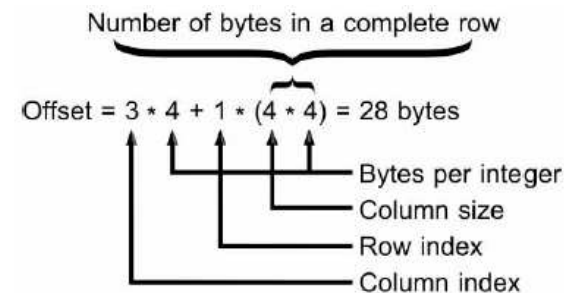 Number of bytes in a complete row
Offset = 3 * 4 + 1 * (4 * 4) = 28 bytes
Bytes per integer
Column size
Row index
Column index